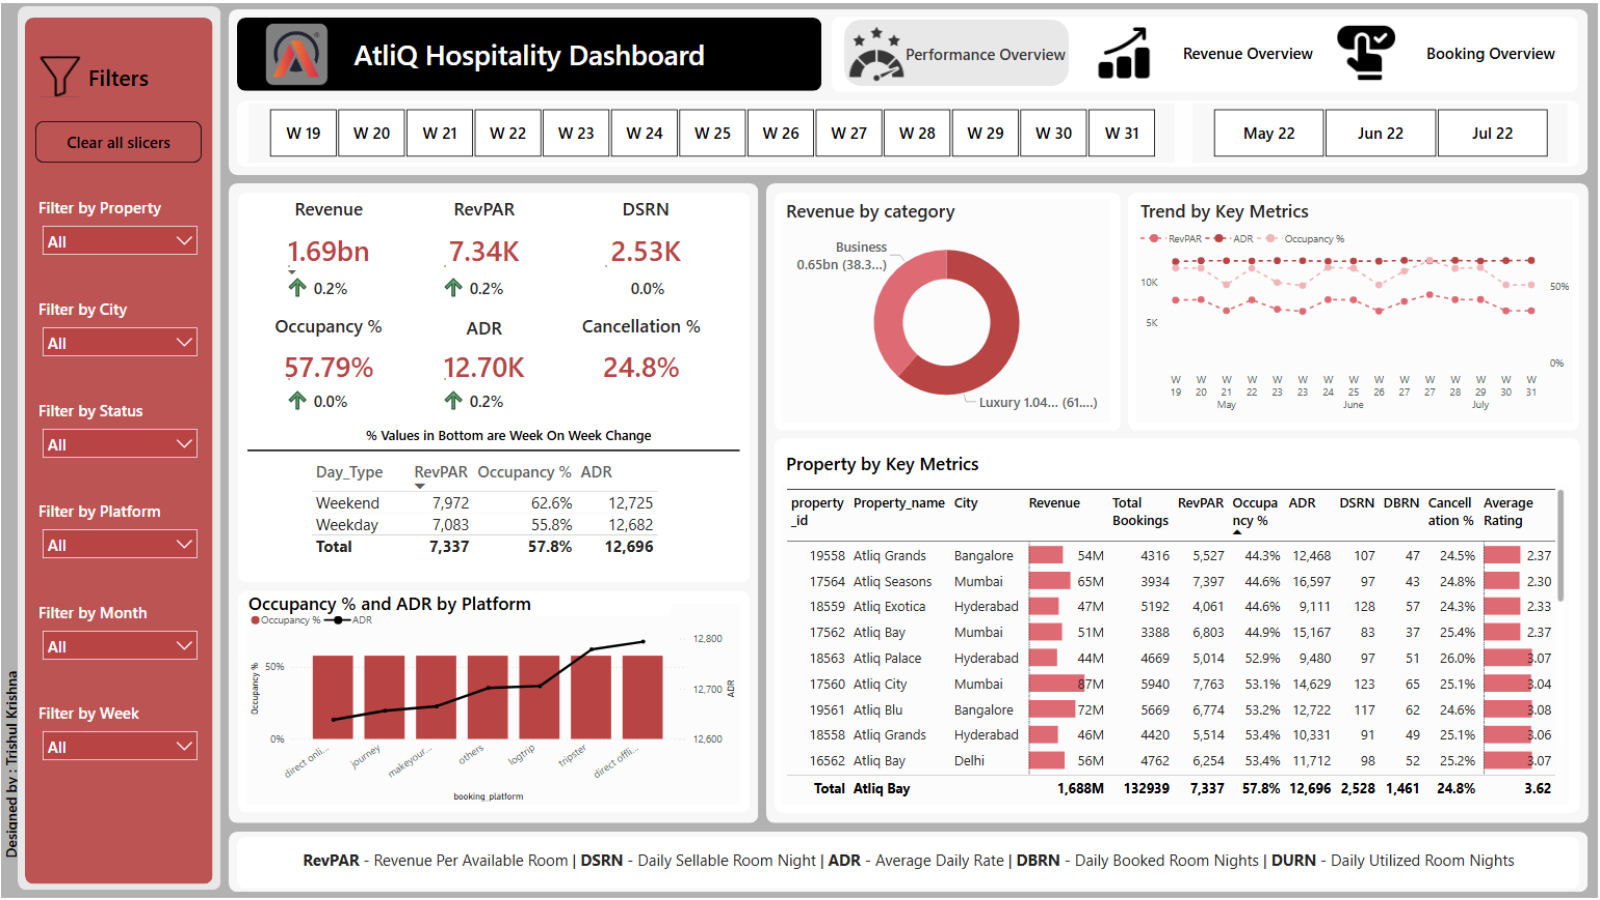 AtliQ Hospitality Dashboard
Performance Overview
Revenue Overview
Booking Overview
Filters
Clear all slicers
W 19 W 20 W 21 W 22 W 23 W 24 W 25 W 26 W 27 W 28 W 29 W 30 W 31
May 22 Jun 22 Jul 22
Filter by Property
All
Filter by City
All
Filter by Status
All
Filter by Platform
All
Filter by Month
All
Filter by Week
All
Designed by : Trishul Krishna
Revenue RevPAR DSRN
1.69bn 7.34K 2.53K
0.2% 0.2% 0.0%
Occupancy % ADR Cancellation %
57.79% 12.70K 24.8%
0.0% 0.2%
% Values in Bottom are Week On Week Change
Day_Type RevPAR Occupancy % ADR
Weekend 7,972 62.6% 12,725
Weekday 7,083 55.8% 12,682
Total 7,337 57.8% 12,696
Occupancy % and ADR by Platform
Occupancy % ADR
Occupancy %
50%
0%
12,800
12,700
12,600
ADR
direct onli... journey makeyour... others logtrip tripster direct offli...
booking_platform
Revenue by category
Business
0.65bn (38.3...)
Luxury 1.04... (61....)
Trend by Key Metrics
RevPAR ADR Occupancy %
10K
5K
50%
0%
W W W W W W W W W W W W W W W
19 20 21 22 23 23 24 25 26 27 27 28 29 30 31
May June July
Property by Key Metrics
property Property_name City Revenue Total RevPAR Occupa ADR DSRN DBRN Cancell Average
_id Bookings ncy % ation % Rating
19558 Atliq Grands Bangalore 54M 4316 5,527 44.3% 12,468 107 47 24.5% 2.37
17564 Atliq Seasons Mumbai 65M 3934 7,397 44.6% 16,597 97 43 24.8% 2.30
18559 Atliq Exotica Hyderabad 47M 5192 4,061 44.6% 9,111 128 57 24.3% 2.33
17562 Atliq Bay Mumbai 51M 3388 6,803 44.9% 15,167 83 37 25.4% 2.37
18563 Atliq Palace Hyderabad 44M 4669 5,014 52.9% 9,480 97 51 26.0% 3.07
17560 Atliq City Mumbai 87M 5940 7,763 53.1% 14,629 123 65 25.1% 3.04
19561 Atliq Blu Bangalore 72M 5669 6,774 53.2% 12,722 117 62 24.6% 3.08
18558 Atliq Grands Hyderabad 46M 4420 5,514 53.4% 10,331 91 49 25.1% 3.06
16562 Atliq Bay Delhi 56M 4762 6,254 53.4% 11,712 98 52 25.2% 3.07
Total Atliq Bay 1,688M 132939 7,337 57.8% 12,696 2,528 1,461 24.8% 3.62
RevPAR - Revenue Per Available Room | DSRN - Daily Sellable Room Night | ADR - Average Daily Rate | DBRN - Daily Booked Room Nights | DURN - Daily Utilized Room Nights